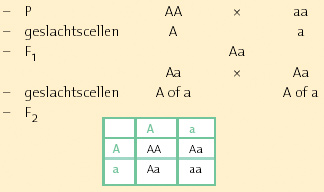 – P AA × aa
– geslachtscellen A a
– F₁ Aa
Aa × Aa
– geslachtscellen A of a A of a
– F₂
A a
A AA Aa
a Aa aa